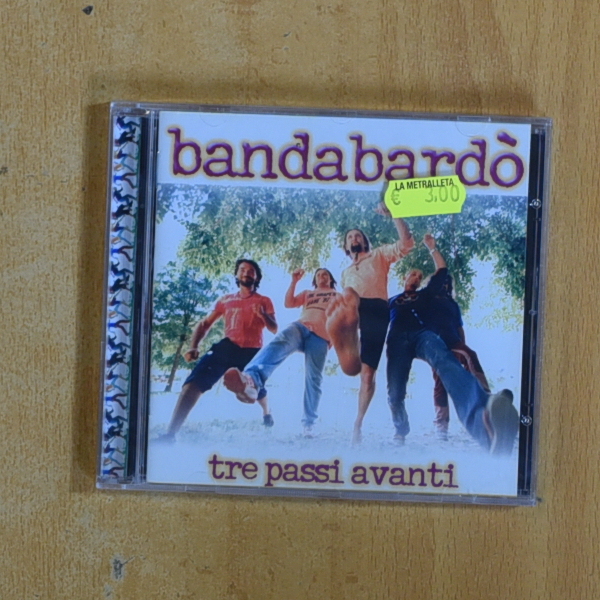 bandabardò
LA METRALLETA
€ 3.00
tre passi avanti